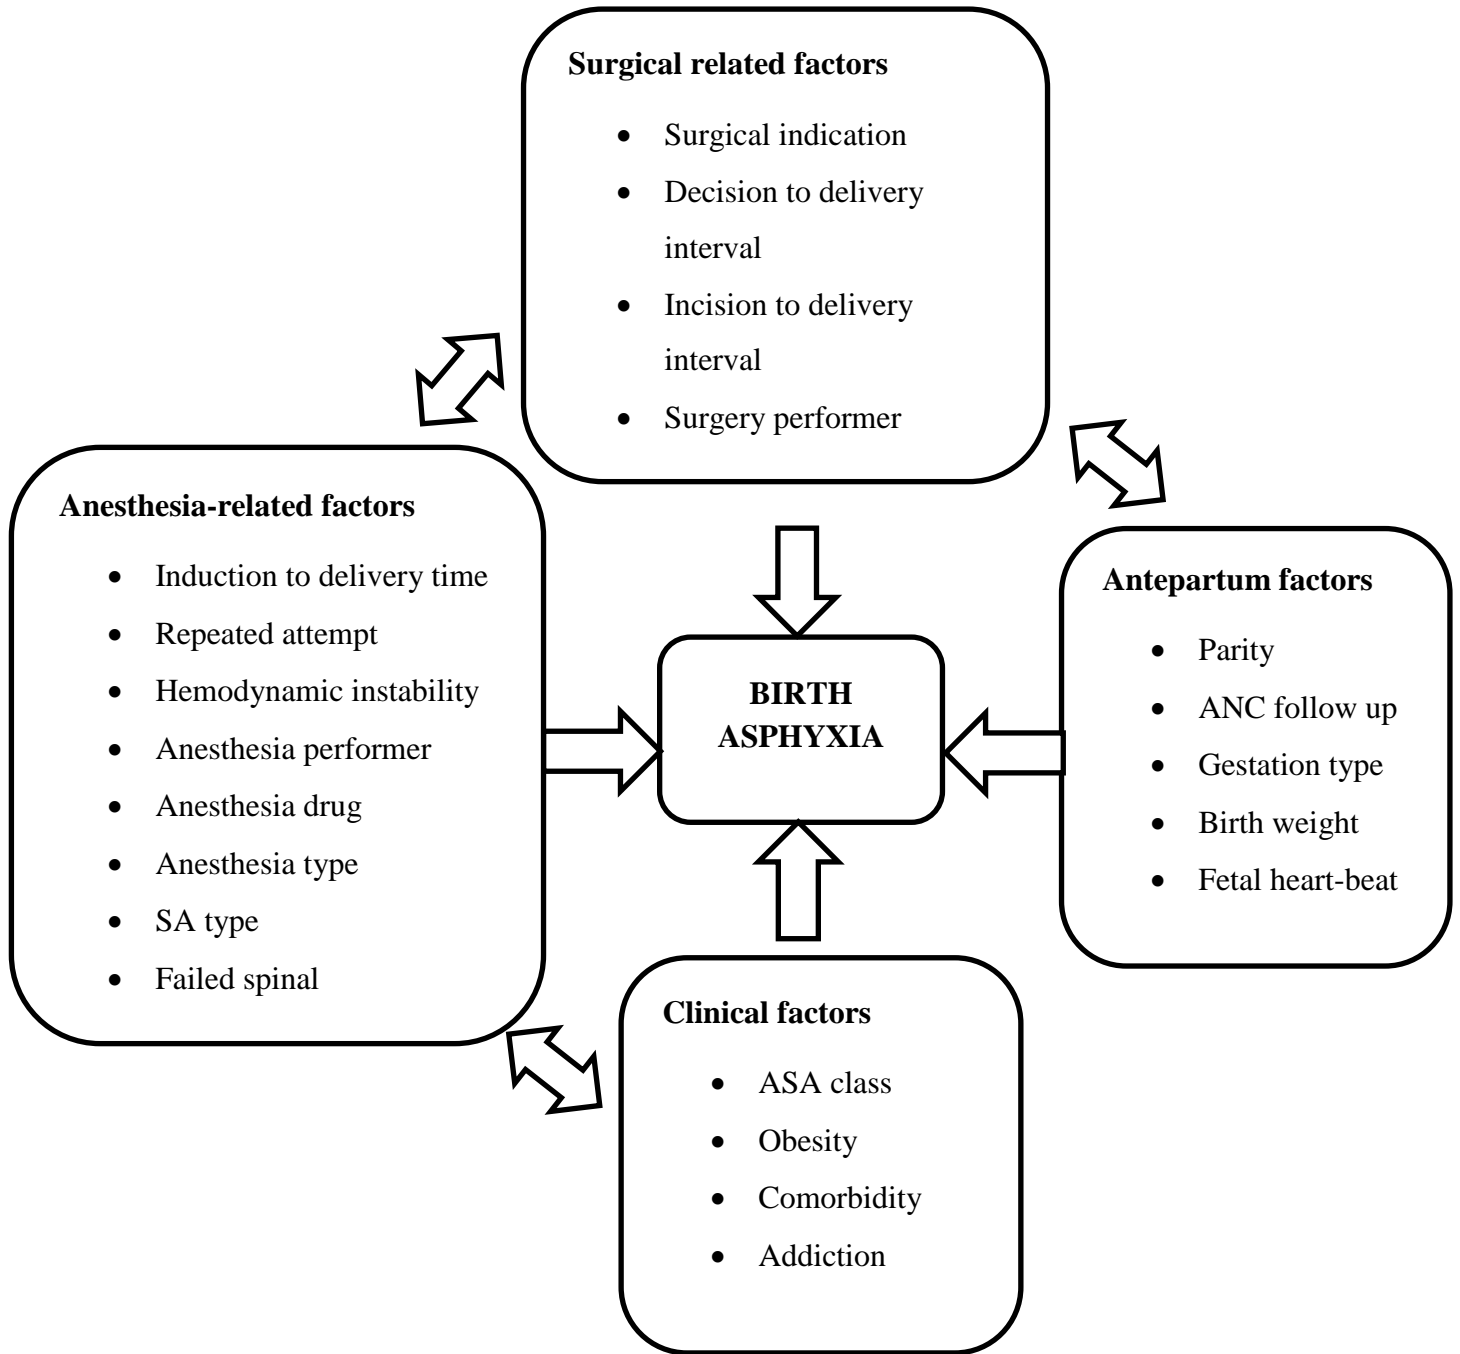 Surgical related factors
• Surgical indication
• Decision to delivery
interval
• Incision to delivery
interval
• Surgery performer
Anesthesia-related factors
• Induction to delivery time
• Repeated attempt
• Hemodynamic instability
• Anesthesia performer
• Anesthesia drug
• Anesthesia type
• SA type
• Failed spinal
BIRTH
ASPHYXIA
Antepartum factors
• Parity
• ANC follow up
• Gestation type
• Birth weight
• Fetal heart-beat
Clinical factors
• ASA class
• Obesity
• Comorbidity
• Addiction